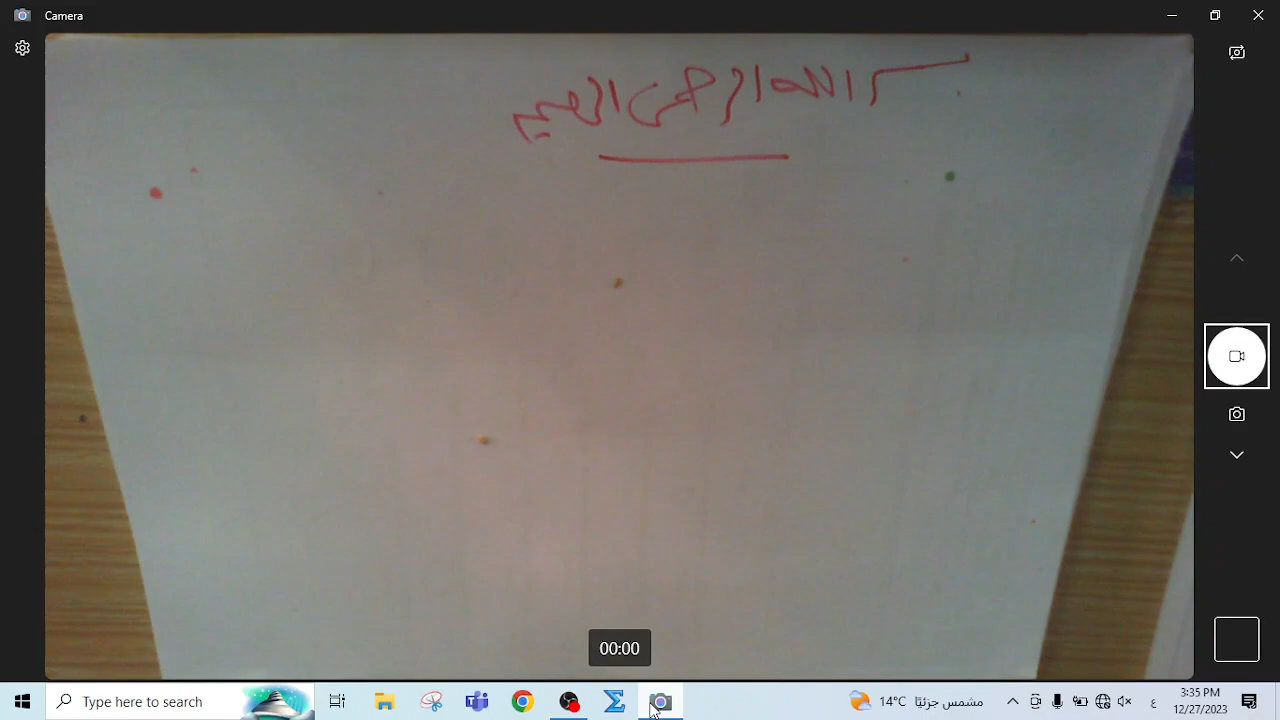 Camera
بسم الله الرحمن الرحيم
00:00
Type here to search
14°C مشمس جزئيًا
ع
3:35 PM
12/27/2023